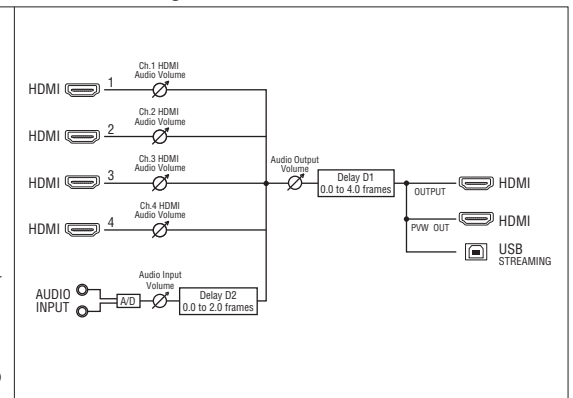 Ch.1 HDMI
Audio Volume
HDMI 1
Ch.2 HDMI
Audio Volume
HDMI 2
Ch.3 HDMI
Audio Volume
HDMI 3
Ch.4 HDMI
Audio Volume
HDMI 4
Audio Output
Volume
Delay D1
0.0 to 4.0 frames
OUTPUT
HDMI
PVW OUT
HDMI
USB
STREAMING
AUDIO
INPUT
A/D
Audio Input
Volume
Delay D2
0.0 to 2.0 frames